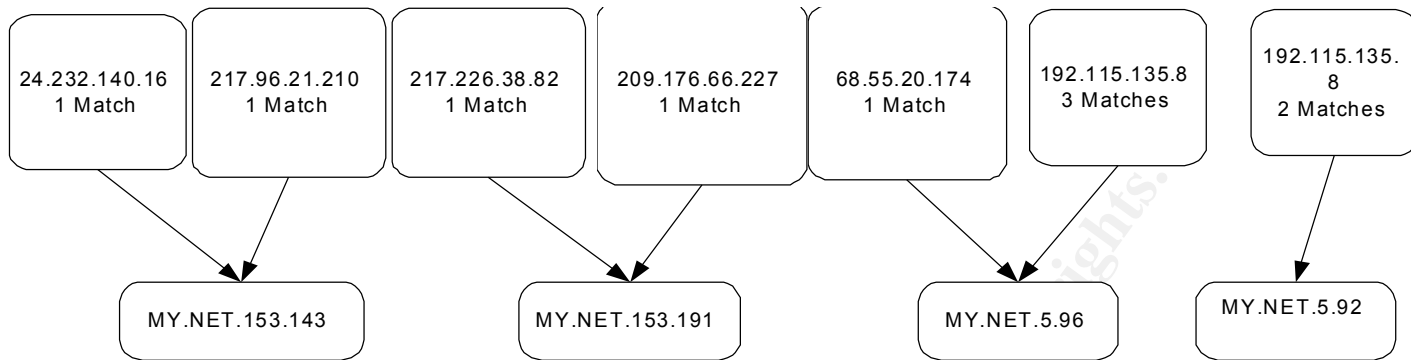 24.232.140.16
1 Match
217.96.21.210
1 Match
217.226.38.82
1 Match
209.176.66.227
1 Match
68.55.20.174
1 Match
192.115.135.8
3 Matches
192.115.135.
8
2 Matches
MY.NET.153.143
MY.NET.153.191
MY.NET.5.96
MY.NET.5.92